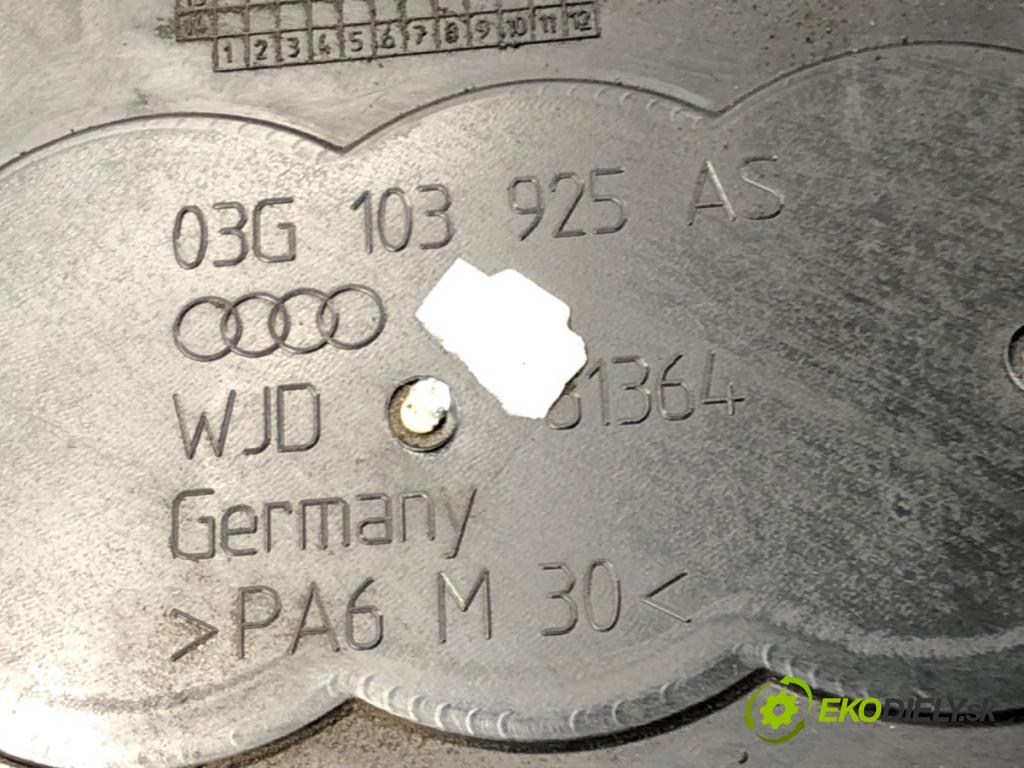 14
1 2 3 4 5 6 7 8 9 10 11 12
03G 103 925 AS
WJD
Germany
>PA6 M 30<
EKODIELY.sk